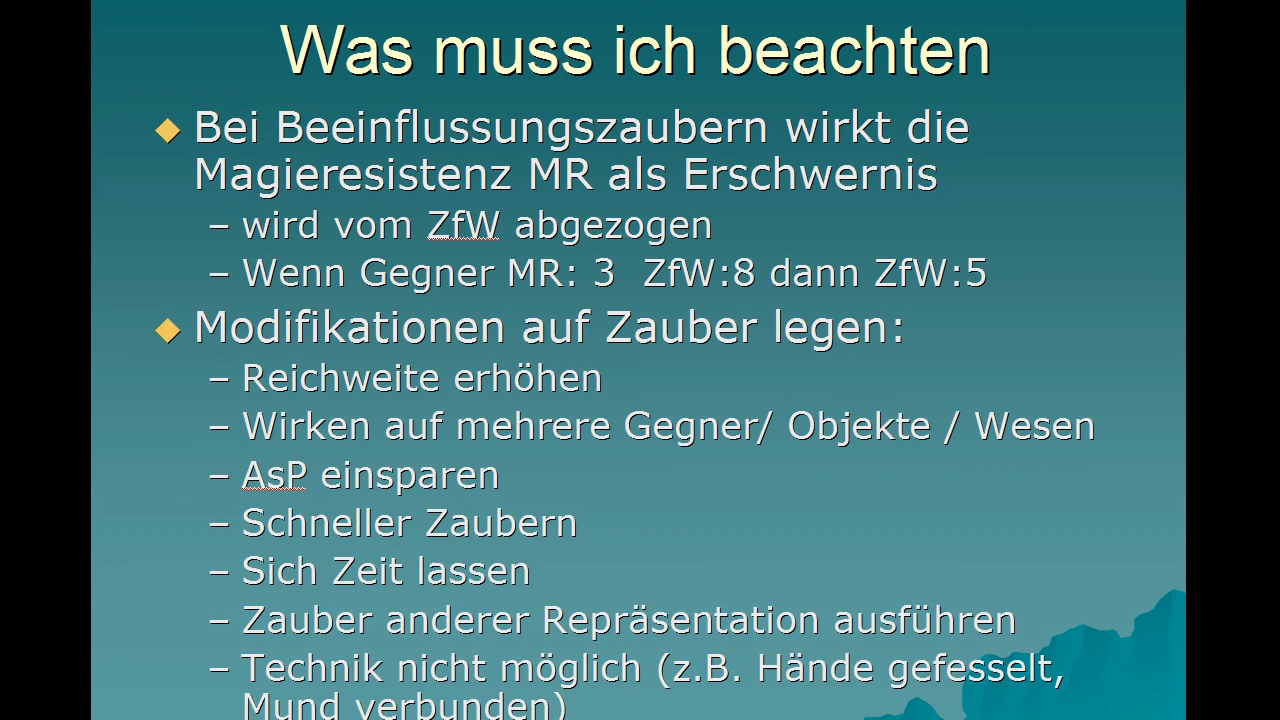 Was muss ich beachten
Bei Beeinflussungszaubern wirkt die
Magieresistenz MR als Erschwernis
– wird vom ZfW abgezogen
– Wenn Gegner MR: 3  ZfW:8 dann ZfW:5
Modifikationen auf Zauber legen:
– Reichweite erhöhen
– Wirken auf mehrere Gegner/ Objekte / Wesen
– AsP einsparen
– Schneller Zaubern
– Sich Zeit lassen
– Zauber anderer Repräsentation ausführen
– Technik nicht möglich (z.B. Hände gefesselt,
Mund verbunden)